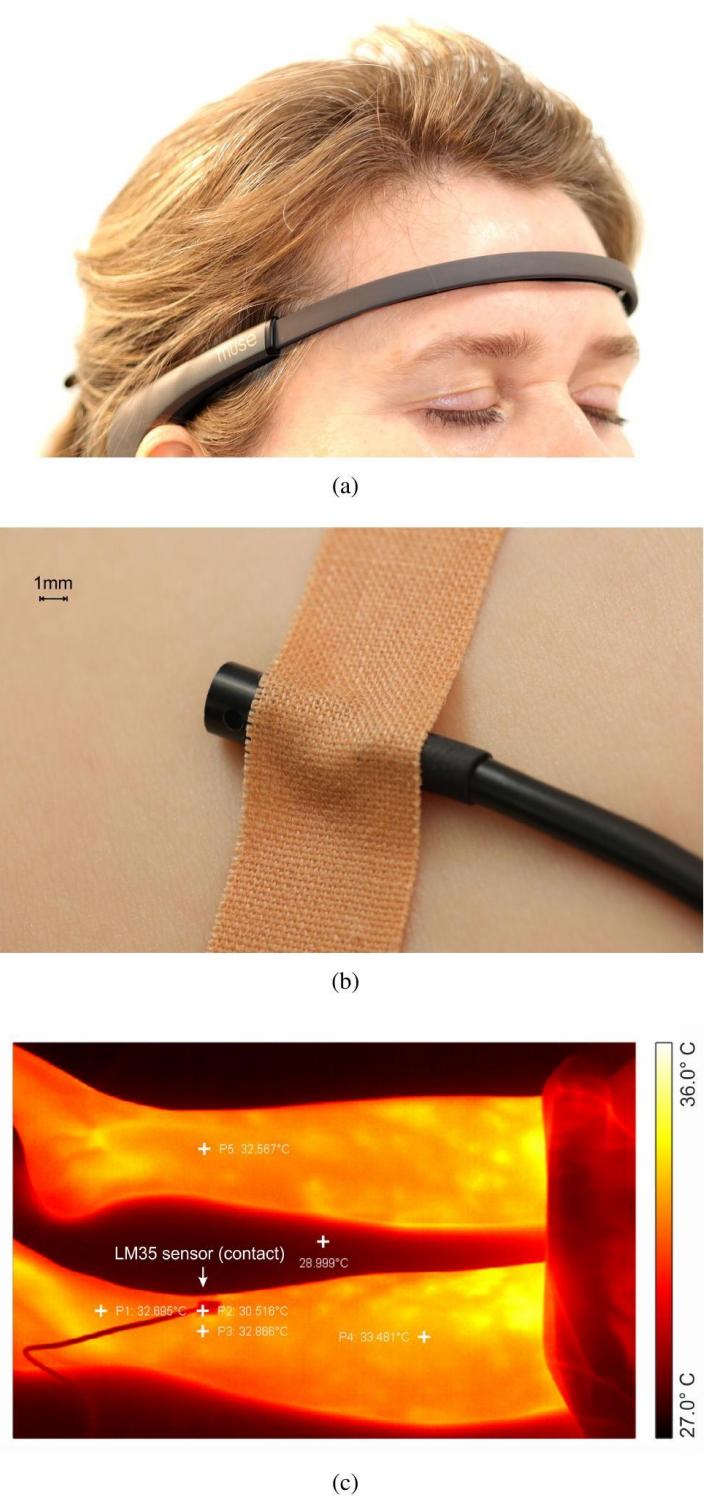 muse
(a)
1mm
(b)
36.0° C
P5: 32.567°C
LM35 sensor (contact)
28.999°C
P1: 32.695°C
P2: 30.516°C
P3: 32.866°C
P4: 33.481°C
27.0° C
(c)